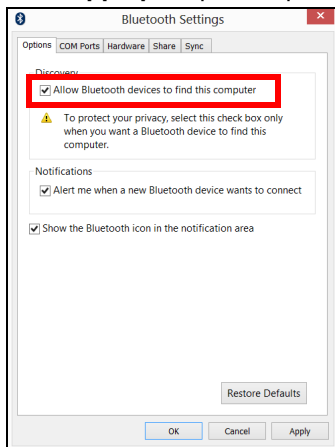 Bluetooth Settings
Options COM Ports Hardware Share Sync
Discovery
Allow Bluetooth devices to find this computer
To protect your privacy, select this check box only
when you want a Bluetooth device to find this
computer.
Notifications
Alert me when a new Bluetooth device wants to connect
Show the Bluetooth icon in the notification area
Restore Defaults
OK Cancel Apply